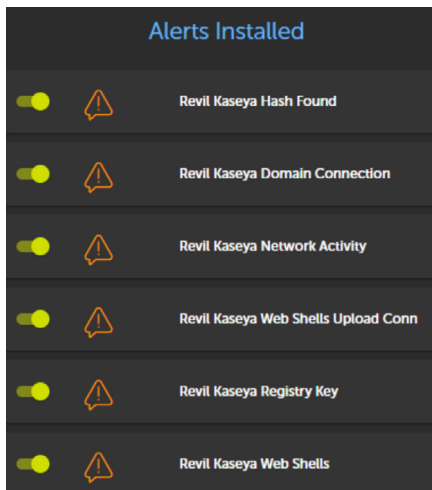 Alerts Installed
Revil Kaseya Hash Found
Revil Kaseya Domain Connection
Revil Kaseya Network Activity
Revil Kaseya Web Shells Upload Conn
Revil Kaseya Registry Key
Revil Kaseya Web Shells